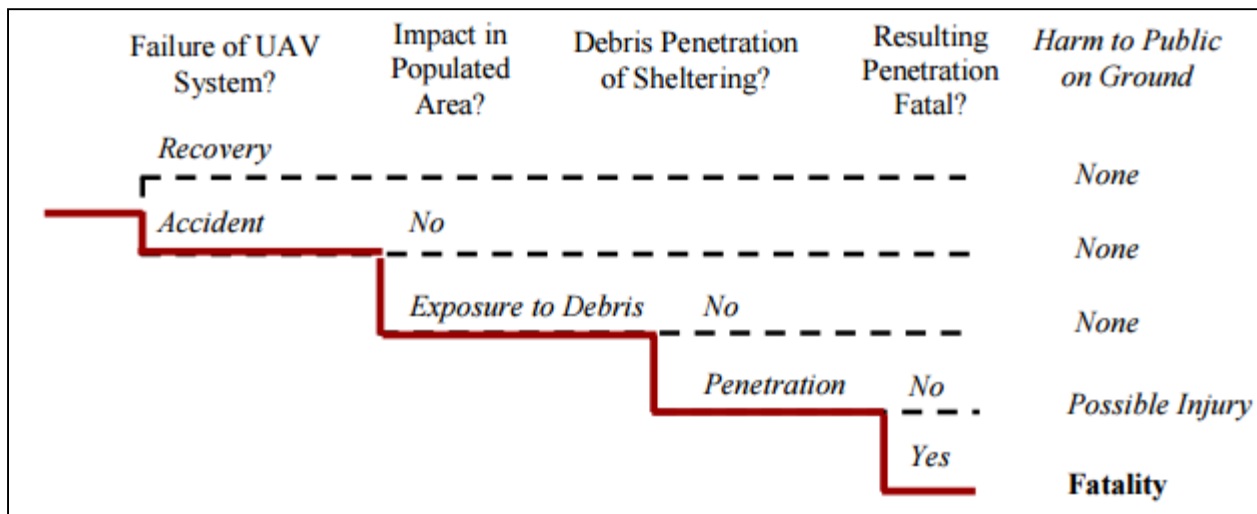 Failure of UAV
System?
Impact in
Populated
Area?
Debris Penetration
of Sheltering?
Resulting
Penetration
Fatal?
Harm to Public
on Ground
Recovery
None
Accident
No
None
Exposure to Debris
No
None
Penetration
No
Possible Injury
Yes
Fatality